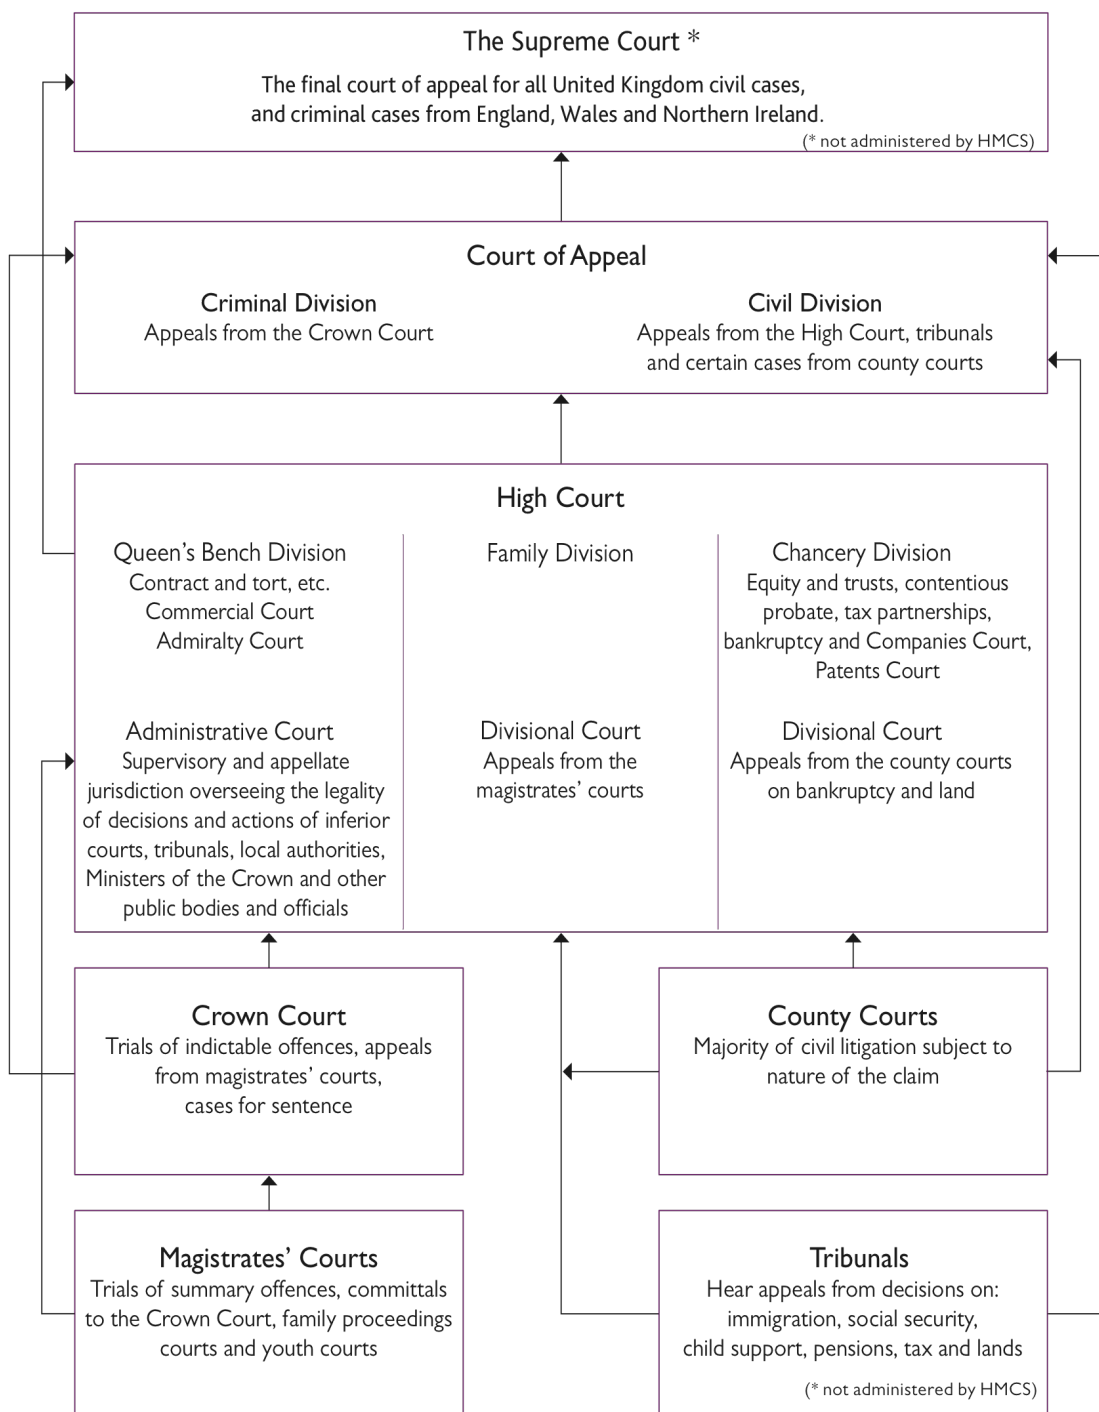 The Supreme Court *
The final court of appeal for all United Kingdom civil cases,
and criminal cases from England, Wales and Northern Ireland.
(* not administered by HMCS)
Court of Appeal
Criminal Division
Appeals from the Crown Court
Civil Division
Appeals from the High Court, tribunals
and certain cases from county courts
High Court
Queen’s Bench Division
Contract and tort, etc.
Commercial Court
Admiralty Court
Administrative Court
Supervisory and appellate
jurisdiction overseeing the legality
of decisions and actions of inferior
courts, tribunals, local authorities,
Ministers of the Crown and other
public bodies and officials
Family Division
Divisional Court
Appeals from the
magistrates’ courts
Chancery Division
Equity and trusts, contentious
probate, tax partnerships,
bankruptcy and Companies Court,
Patents Court
Divisional Court
Appeals from the county courts
on bankruptcy and land
Crown Court
Trials of indictable offences, appeals
from magistrates’ courts,
cases for sentence
County Courts
Majority of civil litigation subject to
nature of the claim
Magistrates’ Courts
Trials of summary offences, committals
to the Crown Court, family proceedings
courts and youth courts
Tribunals
Hear appeals from decisions on:
immigration, social security,
child support, pensions, tax and lands
(* not administered by HMCS)